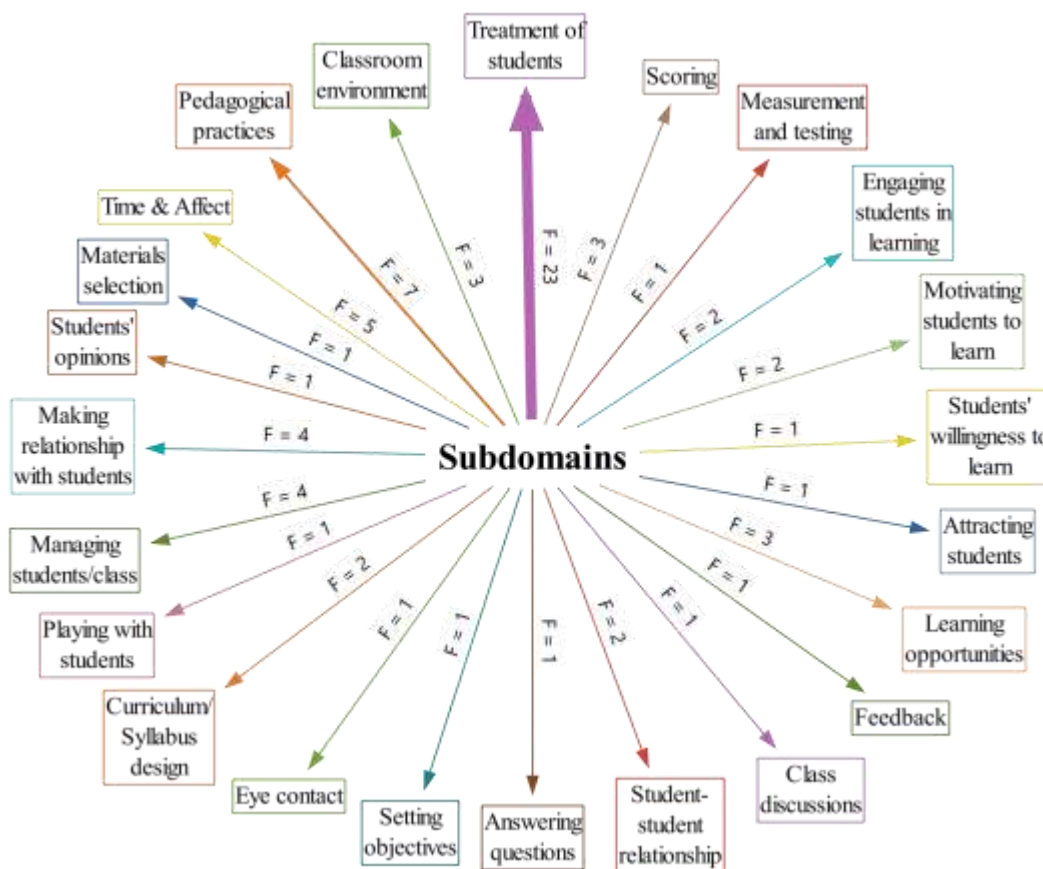 Treatment of
students
Scoring
Measurement
and testing
Engaging
students in
learning
Motivating
students to
learn
Students'
willingness to
learn
Attracting
students
Learning
opportunities
Feedback
Class
discussions
Student-
student
relationship
Answering
questions
Setting
objectives
Eye contact
Curriculum/
Syllabus
design
Playing with
students
Managing
students/class
Making
relationship
with students
Students'
opinions
Materials
selection
Time & Affect
Pedagogical
practices
Classroom
environment
F = 23
F = 3
F = 1
F = 2
F = 2
F = 1
F = 1
F = 3
F = 1
F = 1
F = 2
F = 1
F = 1
F = 1
F = 2
F = 1
F = 4
F = 4
F = 1
F = 1
F = 5
F = 7
F = 3
Subdomains